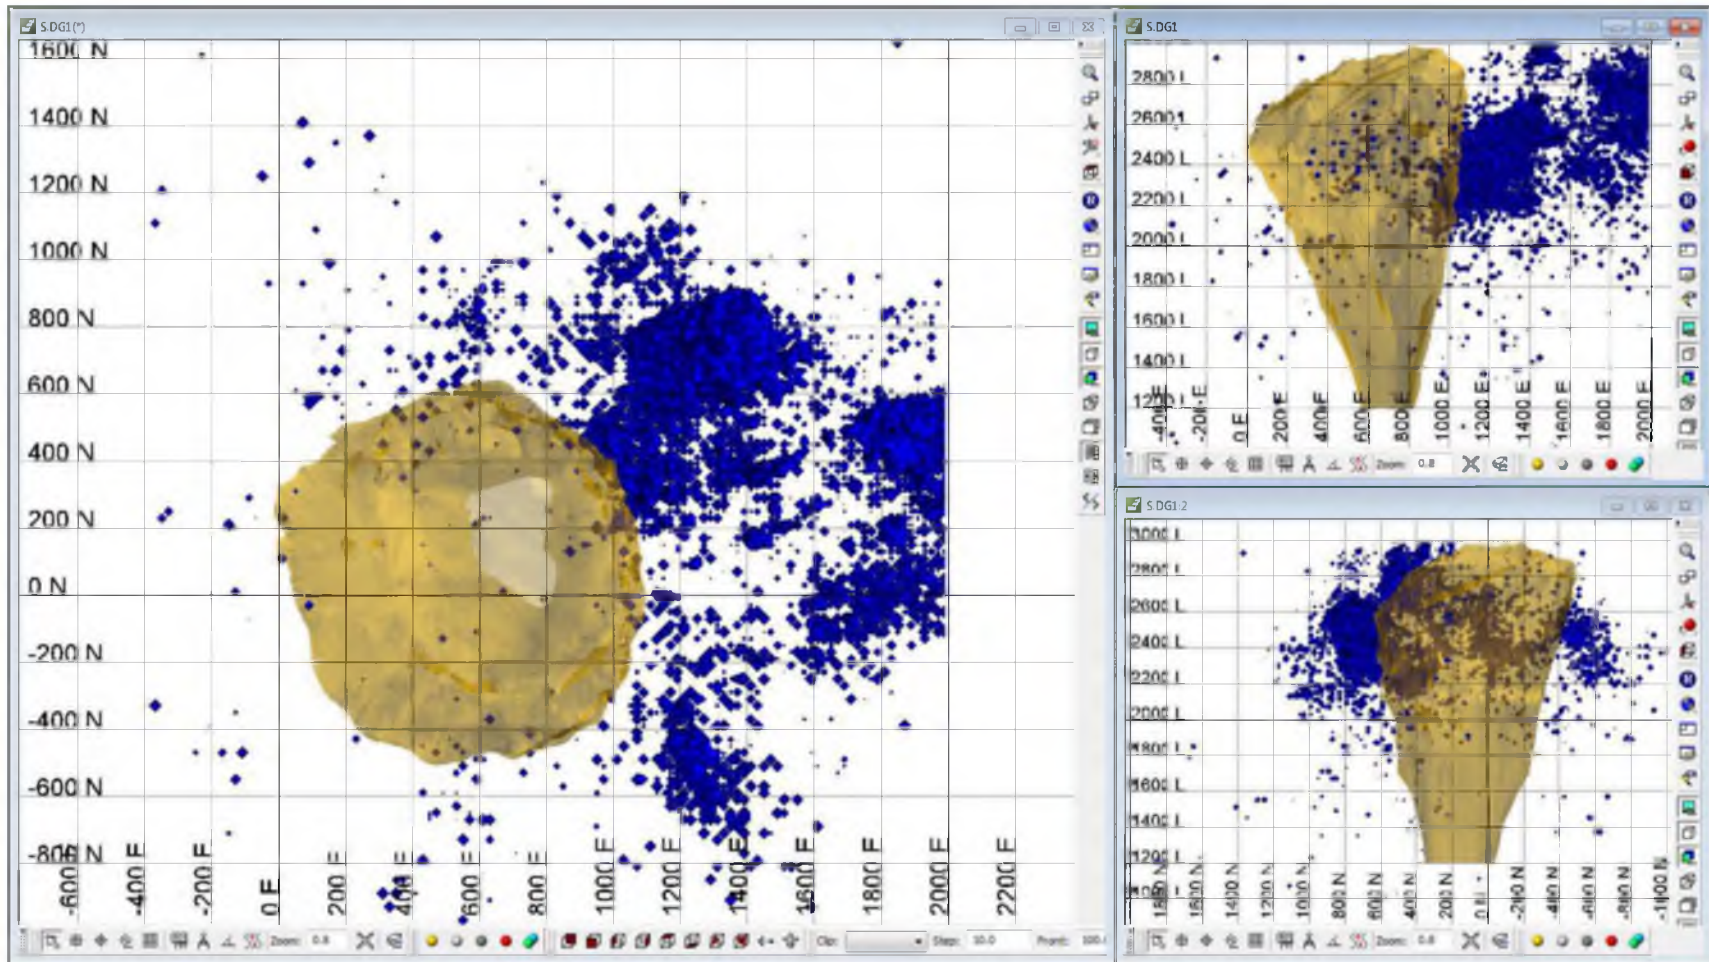 S.DG1(*)
1600 N
1400 N
1200 N
1000 N
800 N
600 N
400 N
200 N
0 N
-200 N
-400 N
-600 N
-800 N
-600 E
-400 E
-200 E
0 E
200 E
400 E
600 E
800 E
1000 E
1200 E
1400 E
1600 E
1800 E
2000 E
2200 E
Zoom: 0.8
Clip:
Step: 10.0
Front: 100.
S.DG1
2800 L
2600 L
2400 L
2200 L
2000 L
1800 L
1600 L
1400 L
1200 L
-400 E
-200 E
0 E
200 E
400 E
600 E
800 E
1000 E
1200 E
1400 E
1600 E
1800 E
2000 E
Zoom: 0.8
S.DG1:2
3000 L
2800 L
2600 L
2400 L
2200 L
2000 L
1800 L
1600 L
1400 L
1200 L
1800 N
1600 N
1400 N
1200 N
1000 N
800 N
600 N
400 N
200 N
-200 N
-400 N
-600 N
-800 N
-1000 N
Zoom: 0.8